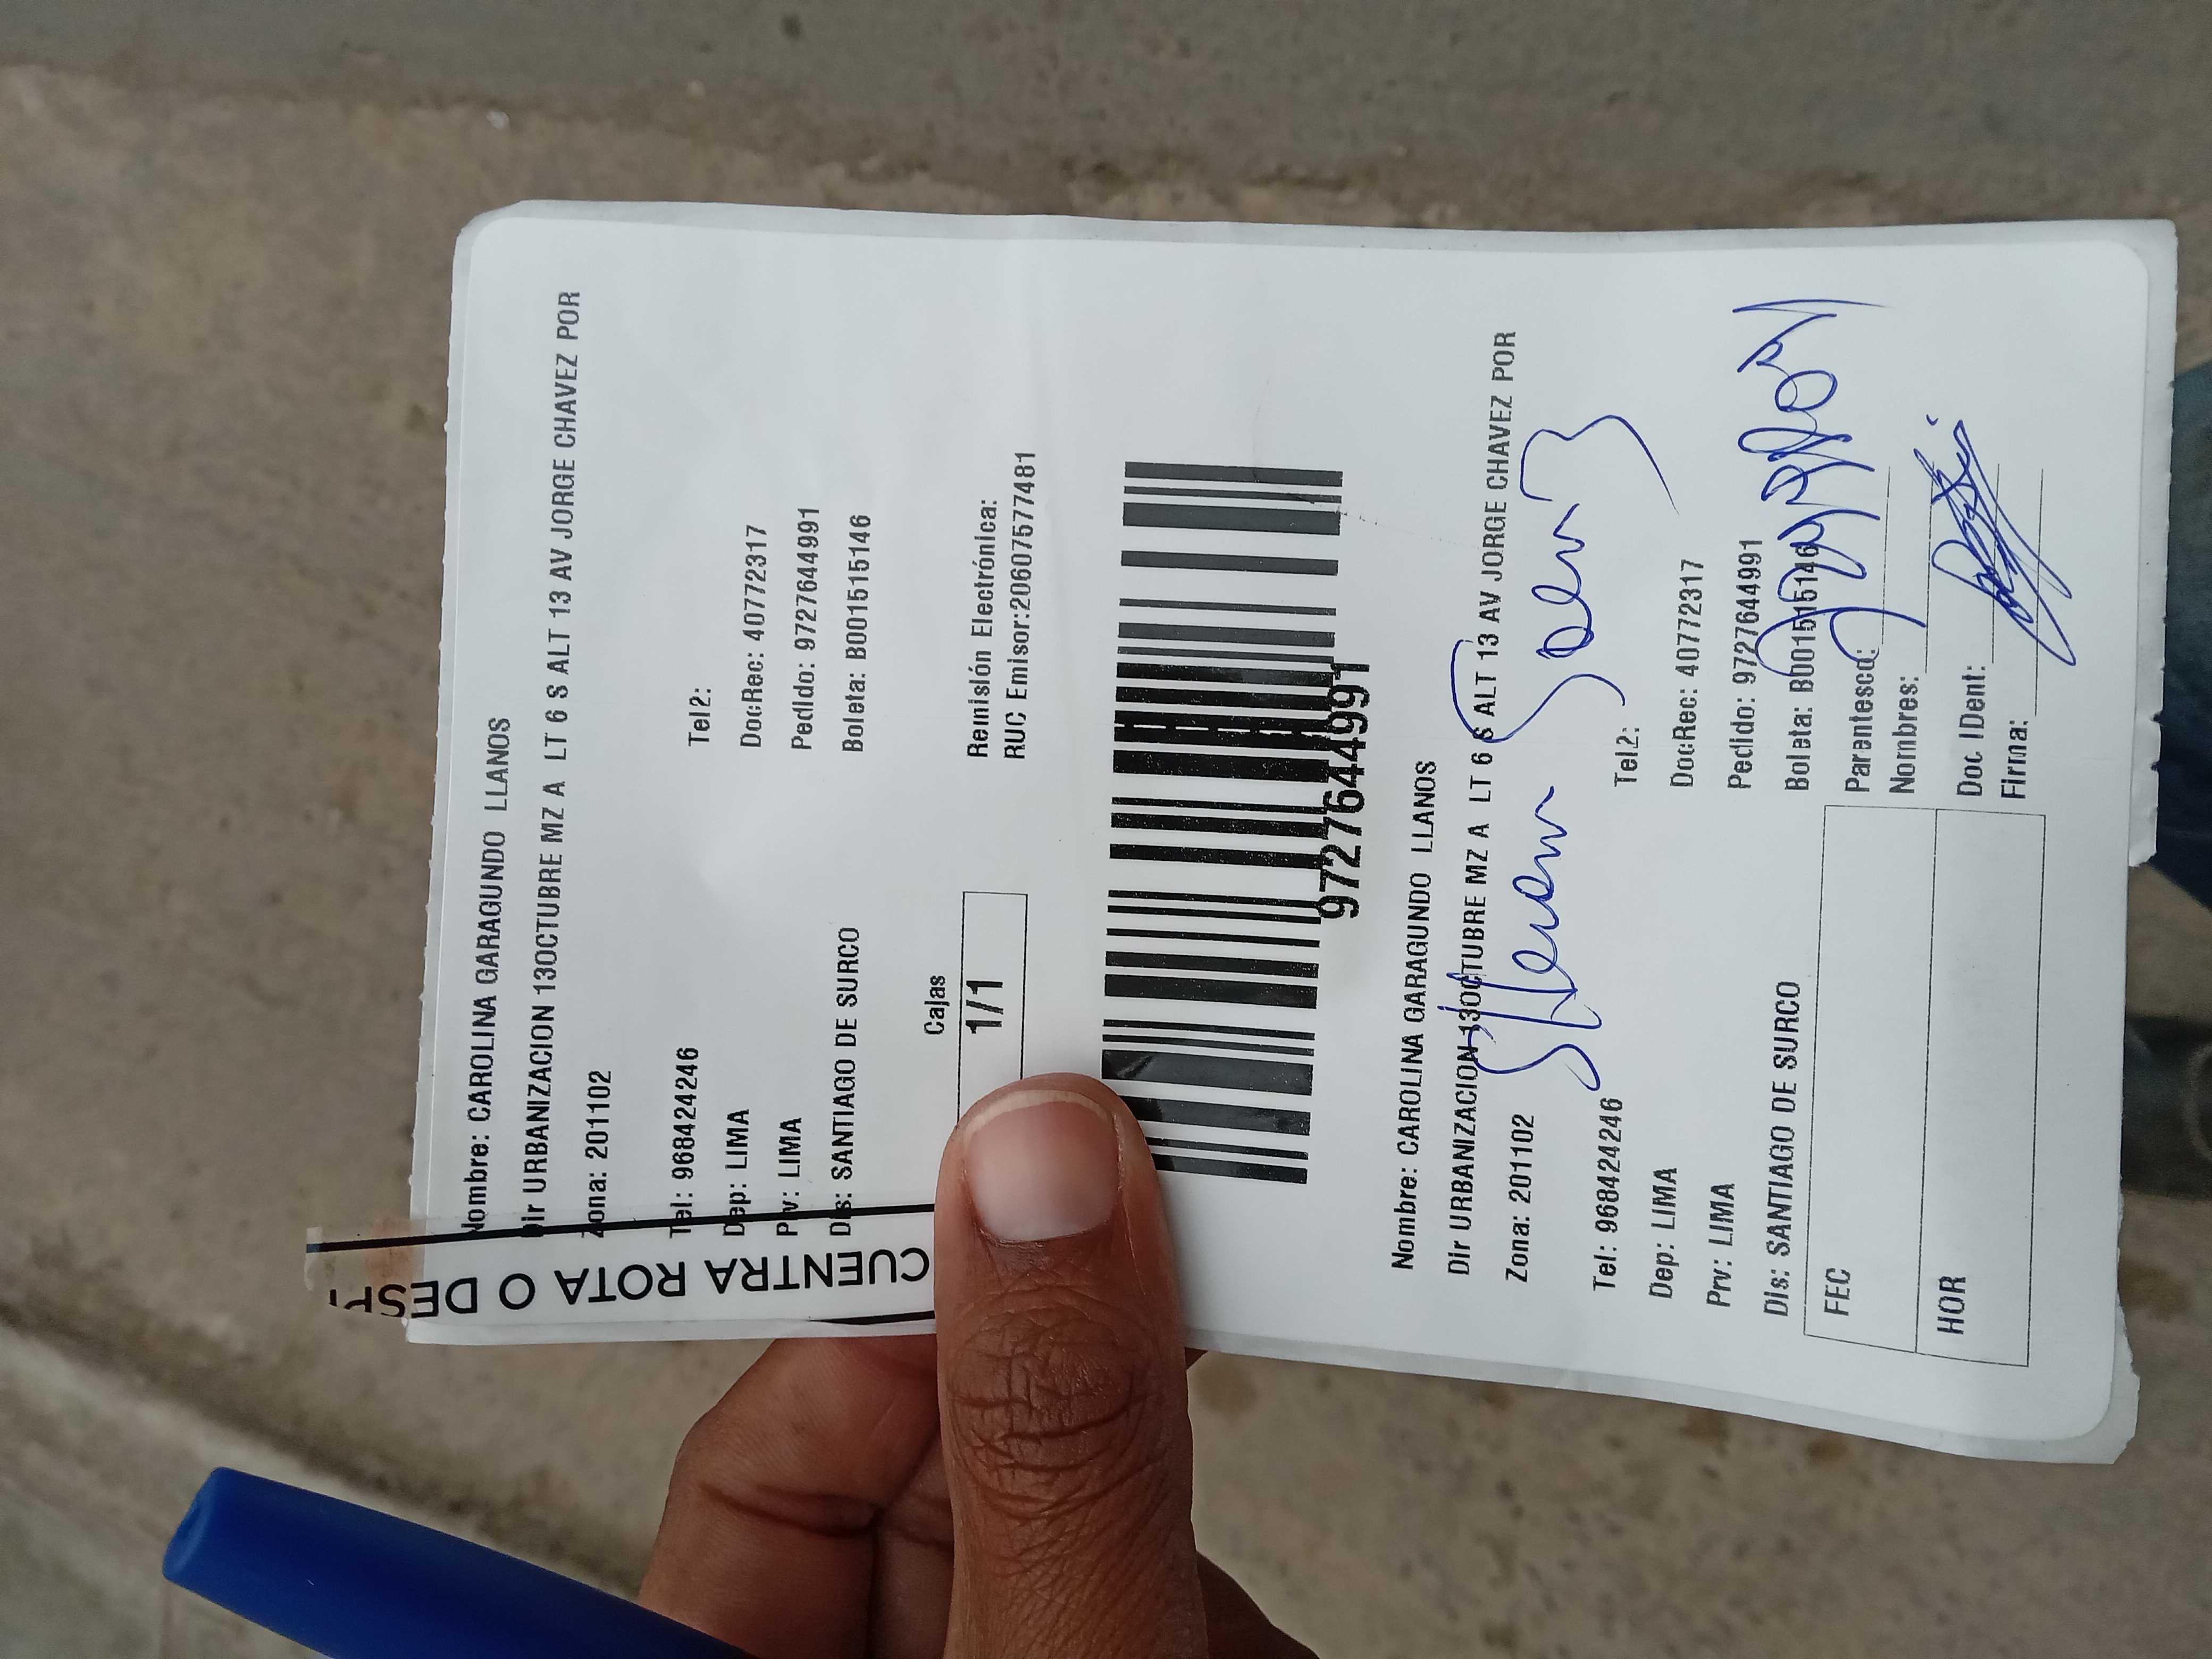 Nombre: CAROLINA GARAGUNDO LLANOS
Dir URBANIZACION 13OCTUBRE MZ A LT 6 S ALT 13 AV JORGE CHAVEZ POR
Zona: 201102
Tel: 968424246 Tel2:
Dep: LIMA DocRec: 40772317
Prv: LIMA Pedido: 9727644991
Dis: SANTIAGO DE SURCO Boleta: B001515146
Cajas
1/1
Remisión Electrónica:
RUC Emisor:20607577481
CUENTRA ROTA O DESP
9727644991
Nombre: CAROLINA GARAGUNDO LLANOS
Dir URBANIZACION 13OCTUBRE MZ A LT 6 S ALT 13 AV JORGE CHAVEZ POR
Zona: 201102
Tel: 968424246 Tel2:
Dep: LIMA DocRec: 40772317
Prv: LIMA Pedido: 9727644991
Dis: SANTIAGO DE SURCO Boleta: B001515146
FEC Parentesco:
Nombres:
HOR Doc IDent:
Firma: